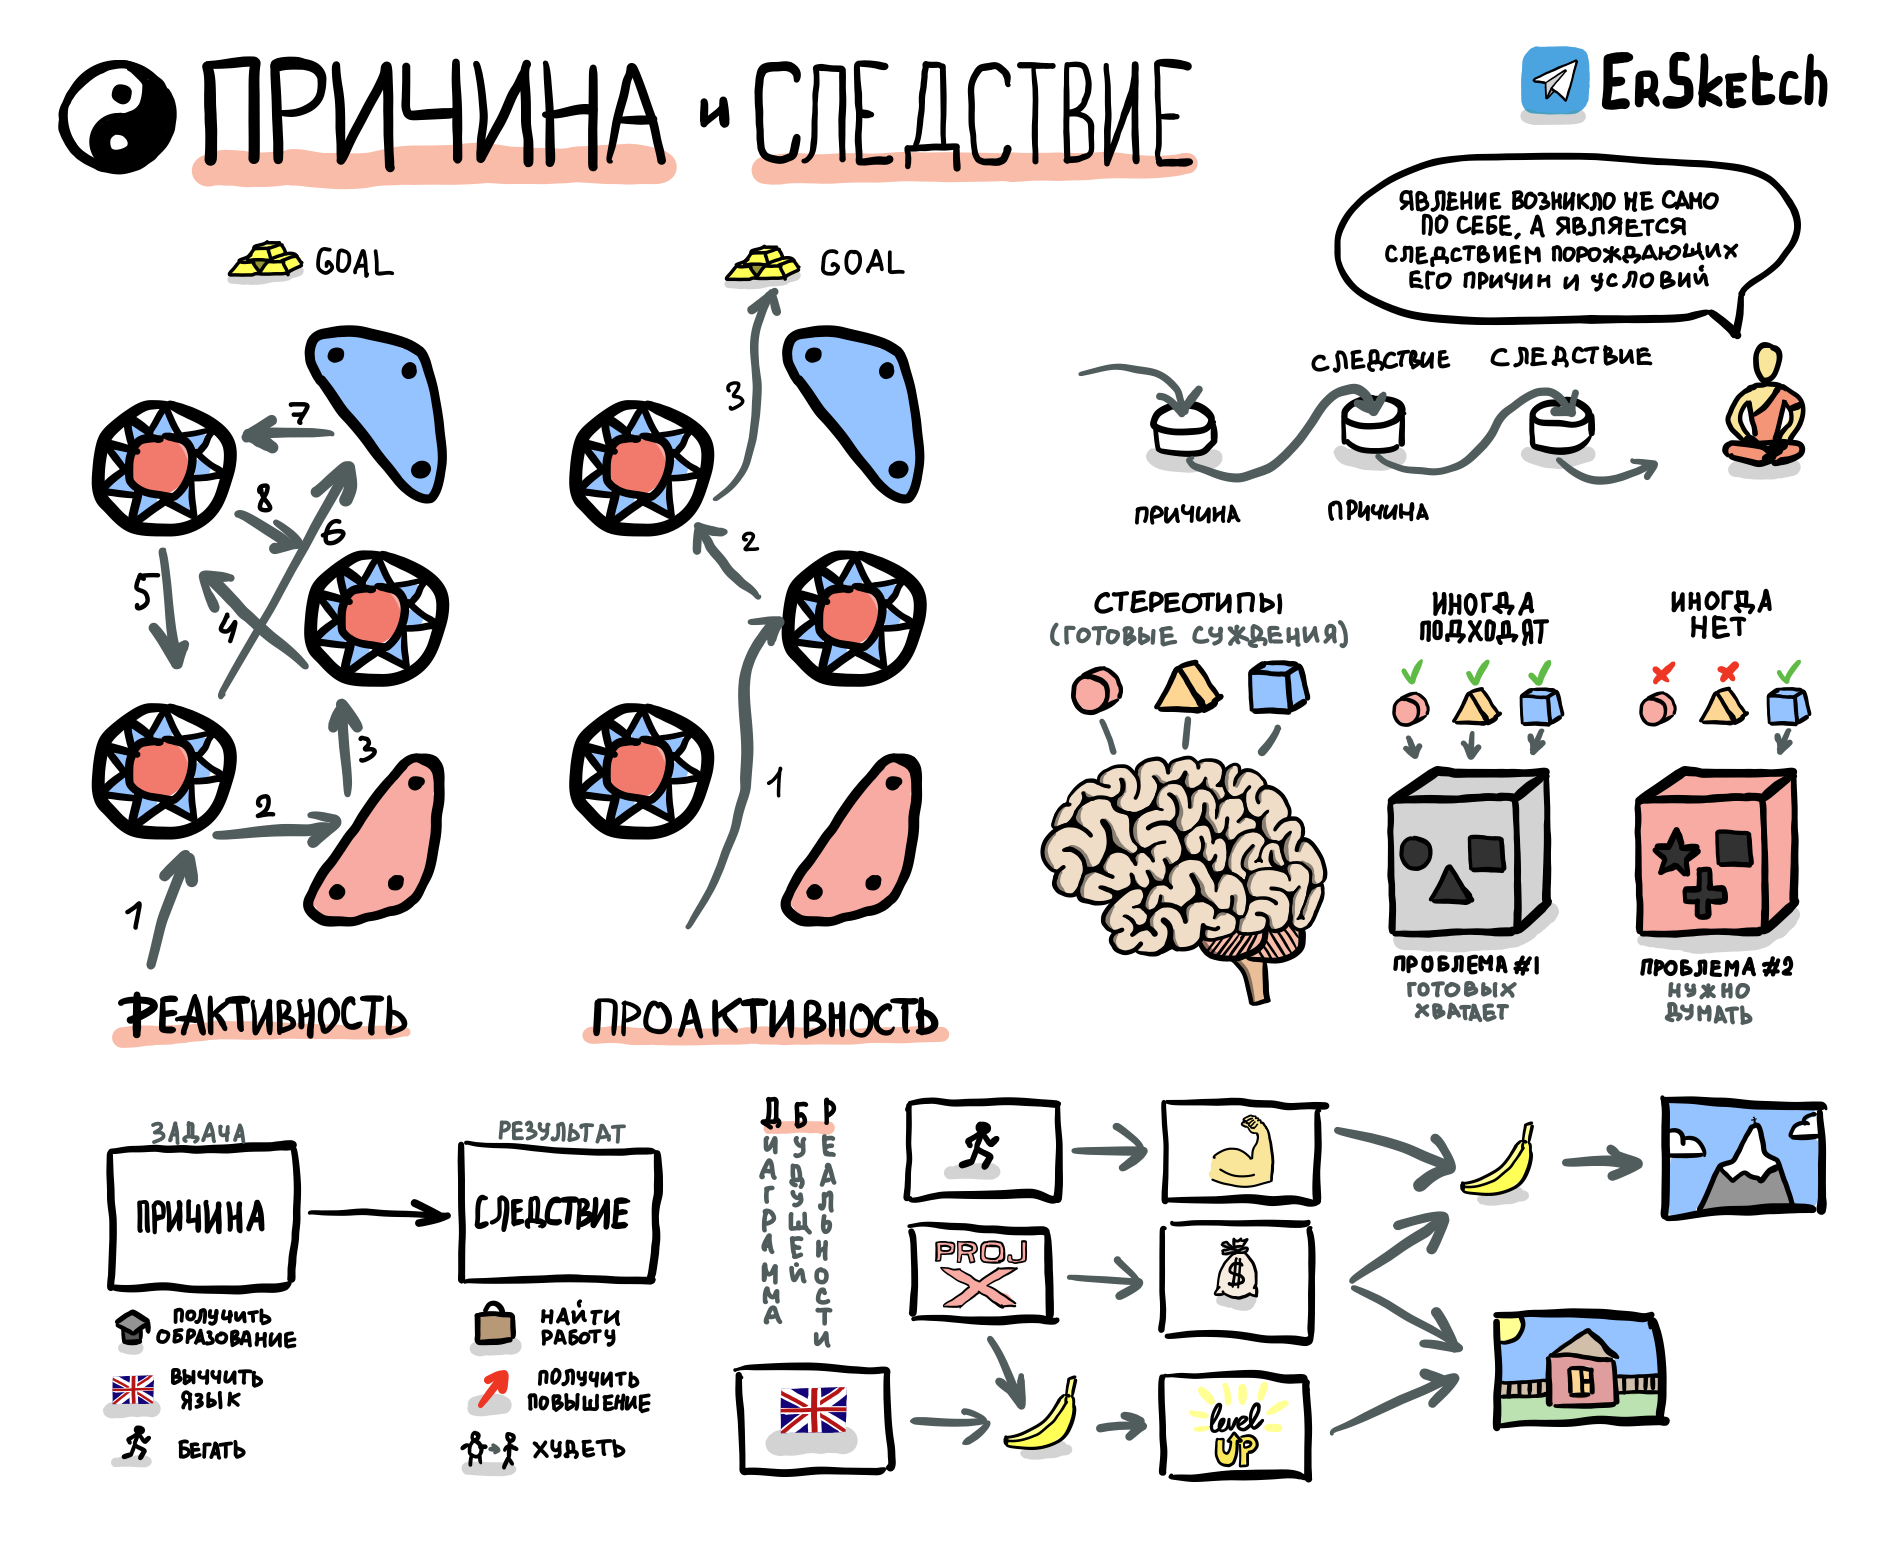 ПРИЧИНА и СЛЕДСТВИЕ
ERSketch
ЯВЛЕНИЕ ВОЗНИКЛО НЕ САМО
ПО СЕБЕ, А ЯВЛЯЕТСЯ
СЛЕДСТВИЕМ ПОРОЖДАЮЩИХ
ЕГО ПРИЧИН И УСЛОВИЙ
GOAL
7
8
6
5
4
3
2
1
РЕАКТИВНОСТЬ
GOAL
3
2
1
ПРОАКТИВНОСТЬ
СЛЕДСТВИЕ
СЛЕДСТВИЕ
ПРИЧИНА
ПРИЧИНА
СТЕРЕОТИПЫ
(ГОТОВЫЕ СУЖДЕНИЯ)
ИНОГДА
ПОДХОДЯТ
ИНОГДА
НЕТ
ПРОБЛЕМА #1
ГОТОВЫХ
ХВАТАЕТ
ПРОБЛЕМА #2
НУЖНО
ДУМАТЬ
ЗАДАЧА
ПРИЧИНА
РЕЗУЛЬТАТ
СЛЕДСТВИЕ
ПОЛУЧИТЬ
ОБРАЗОВАНИЕ
НАЙТИ
РАБОТУ
ВЫЧЧИТЬ
ЯЗЫК
ПОЛУЧИТЬ
ПОВЫШЕНИЕ
БЕГАТЬ
ХУДЕТЬ
ДИАГРАММА
БУДУЩЕЙ
РЕАЛЬНОСТИ
PROJ
X
$
level
UP